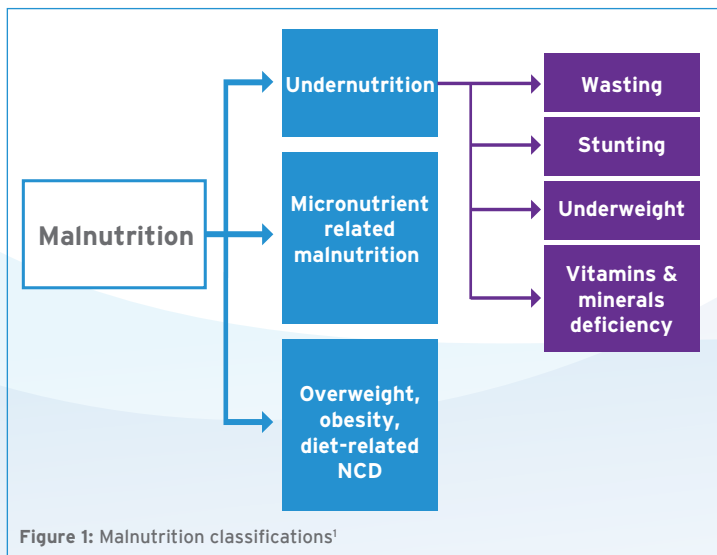 Malnutrition
Undernutrition
Micronutrient
related
malnutrition
Overweight,
obesity,
diet-related
NCD
Wasting
Stunting
Underweight
Vitamins &
minerals
deficiency
Figure 1: Malnutrition classifications¹